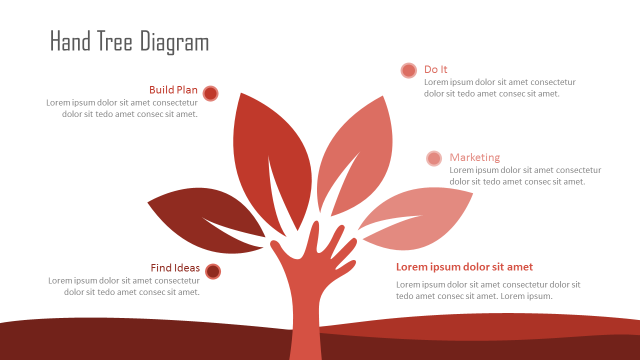 Hand Tree Diagram
Build Plan
Lorem ipsum dolor sit amet consectetur
dolor sit tedet amet consec sit amet.
Do It
Lorem ipsum dolor sit amet consectetur
dolor sit tedet amet consec sit amet.
Marketing
Lorem ipsum dolor sit amet consectetur
dolor sit tedet amet consec sit amet.
Find Ideas
Lorem ipsum dolor sit amet consectetur
dolor sit tedet amet consec sit amet.
Lorem ipsum dolor sit amet
Lorem ipsum dolor sit amet consectetur dolor sit
tedo amet consec sit amet. Lorem ipsum.